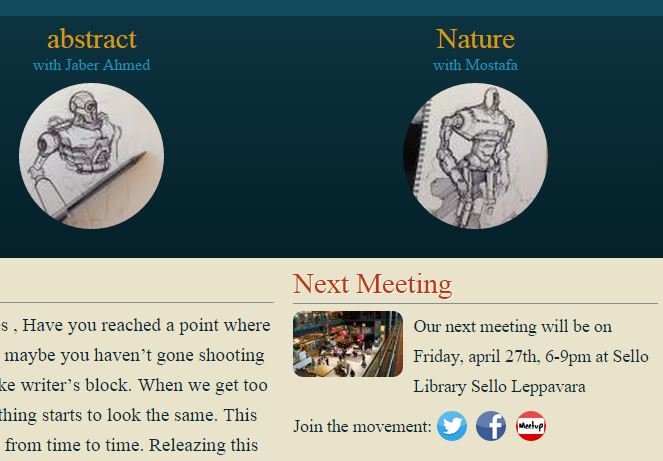 abstract
with Jaber Ahmed
Nature
with Mostafa
s , Have you reached a point where
maybe you haven’t gone shooting
ke writer’s block. When we get too
thing starts to look the same. This
from time to time. Releazing this
Next Meeting
Our next meeting will be on
Friday, april 27th, 6-9pm at Sello
Library Sello Leppavara
Join the movement:
Meetup